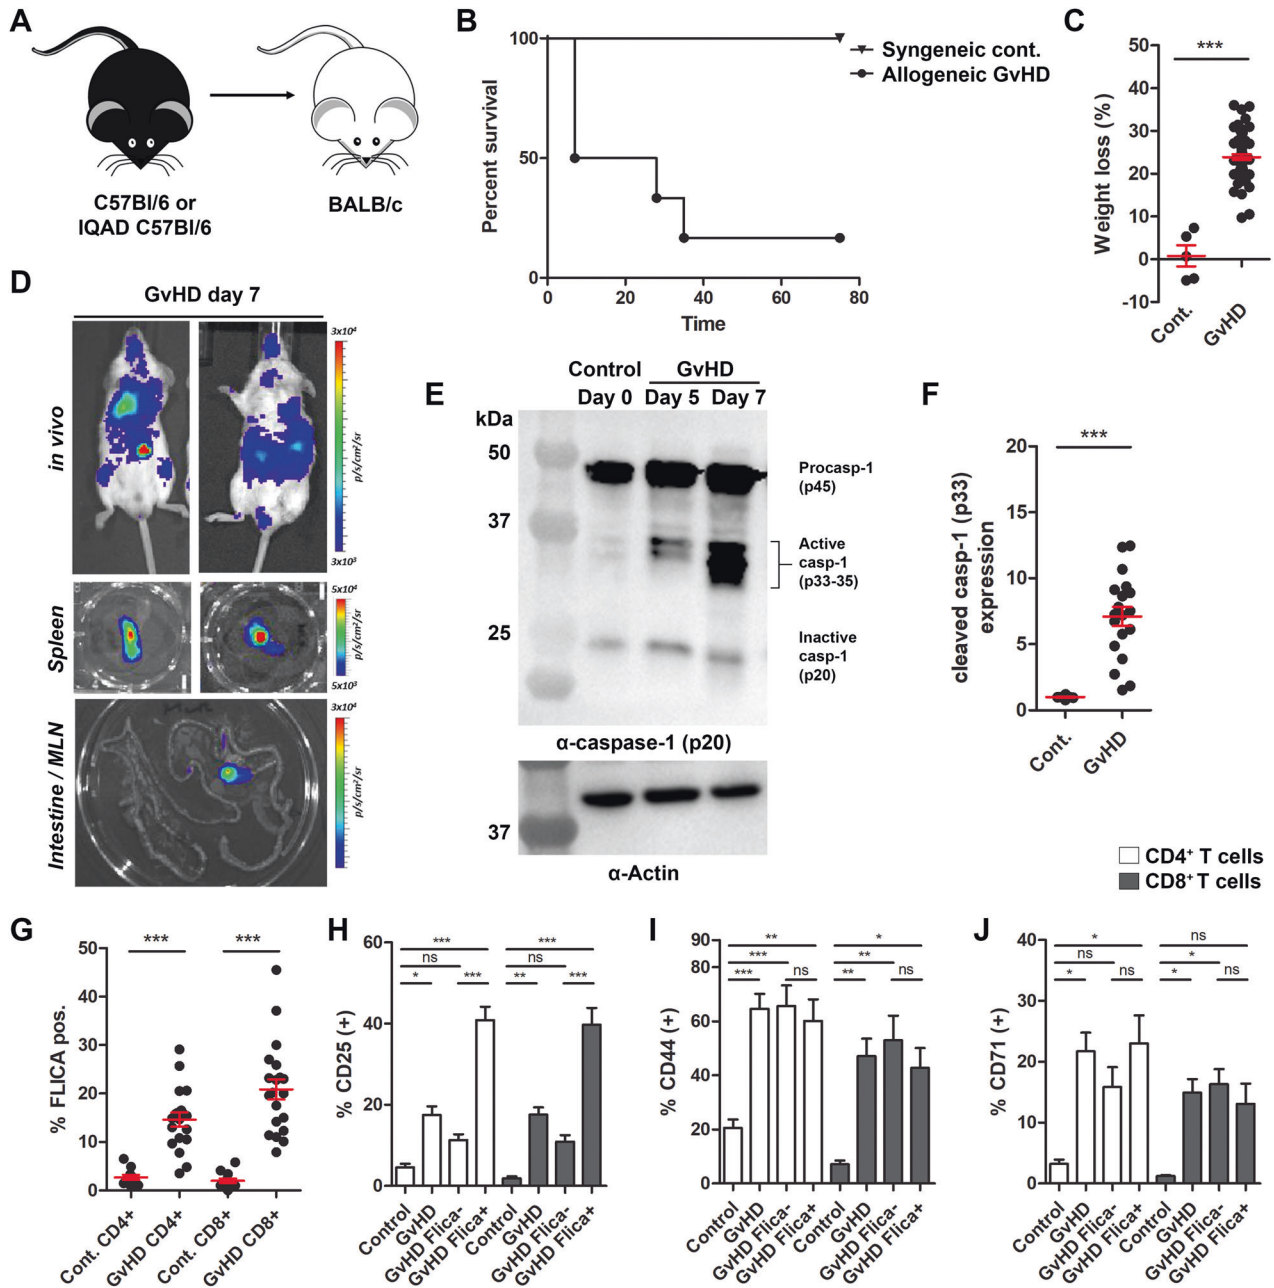 A
C57Bl/6 or
IQAD C57Bl/6
BALB/c
B
Percent survival
100
50
0
0 20 40 60 80
Time
Syngeneic cont.
Allogeneic GvHD
C
Weight loss (%)
50
40
30
20
10
0
-10
***
Cont.
GvHD
D
GvHD day 7
in vivo
3x10⁴
p/s/cm²/sr
3x10³
Spleen
5x10⁴
p/s/cm²/sr
5x10³
Intestine / MLN
3x10⁴
p/s/cm²/sr
E
Control GvHD
Day 0 Day 5 Day 7
kDa
50
37
25
Procasp-1
(p45)
Active
casp-1
(p33-35)
Inactive
casp-1
(p20)
α-caspase-1 (p20)
37
α-Actin
F
cleaved casp-1 (p33)
expression
20
15
10
5
0
***
Cont.
GvHD
CD4⁺ T cells
CD8⁺ T cells
G
% FLICA pos.
50
40
30
20
10
0
*** ***
Cont. CD4+
GvHD CD4+
Cont. CD8+
GvHD CD8+
H
% CD25 (+)
60
40
20
0
*** ***
ns ns
* *** ** ***
Control
GvHD
GvHD Flica-
GvHD Flica+
Control
GvHD
GvHD Flica-
GvHD Flica+
I
% CD44 (+)
90
80
60
40
20
0
** *
*** **
*** ns ** ns
Control
GvHD
GvHD Flica-
GvHD Flica+
Control
GvHD
GvHD Flica-
GvHD Flica+
J
% CD71 (+)
40
30
20
10
0
* ns
ns *
* ns * ns
Control
GvHD
GvHD Flica-
GvHD Flica+
Control
GvHD
GvHD Flica-
GvHD Flica+